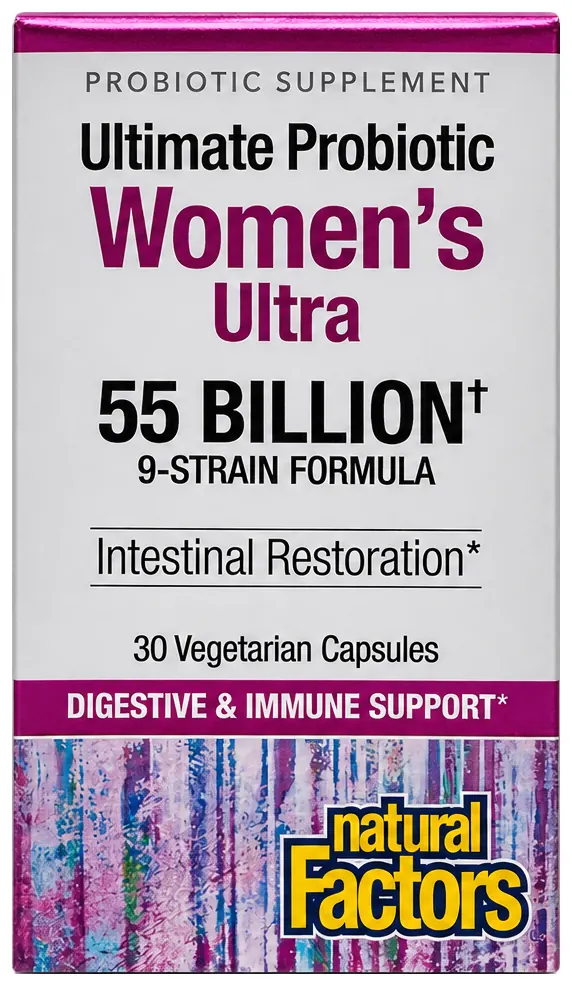 PROBIOTIC SUPPLEMENT
Ultimate Probiotic
Women's
Ultra
55 BILLION†
9-STRAIN FORMULA
Intestinal Restoration*
30 Vegetarian Capsules
DIGESTIVE & IMMUNE SUPPORT*
natural
Factors